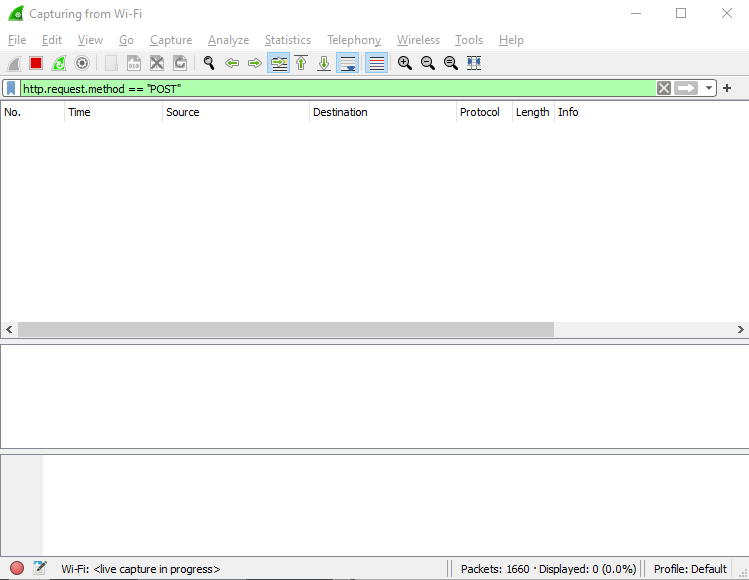 Capturing from Wi-Fi
File Edit View Go Capture Analyze Statistics Telephony Wireless Tools Help
http.request.method == "POST"
No. Time Source Destination Protocol Length Info
Wi-Fi: <live capture in progress> Packets: 1660 · Displayed: 0 (0.0%) Profile: Default